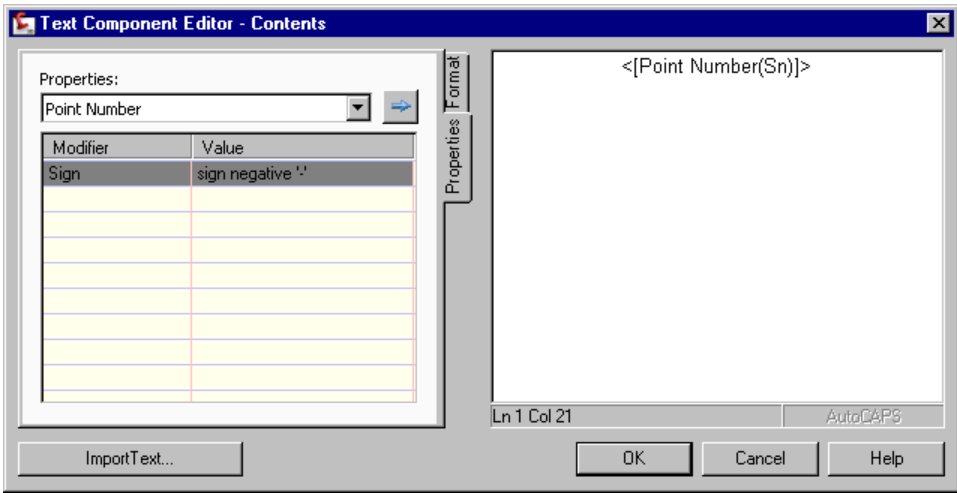 Text Component Editor - Contents
Properties:
Point Number
Modifier Value
Sign sign negative '-'
Format
Properties
<[Point Number(Sn)]>
Ln 1 Col 21
AutoCAPS
ImportText...
OK
Cancel
Help